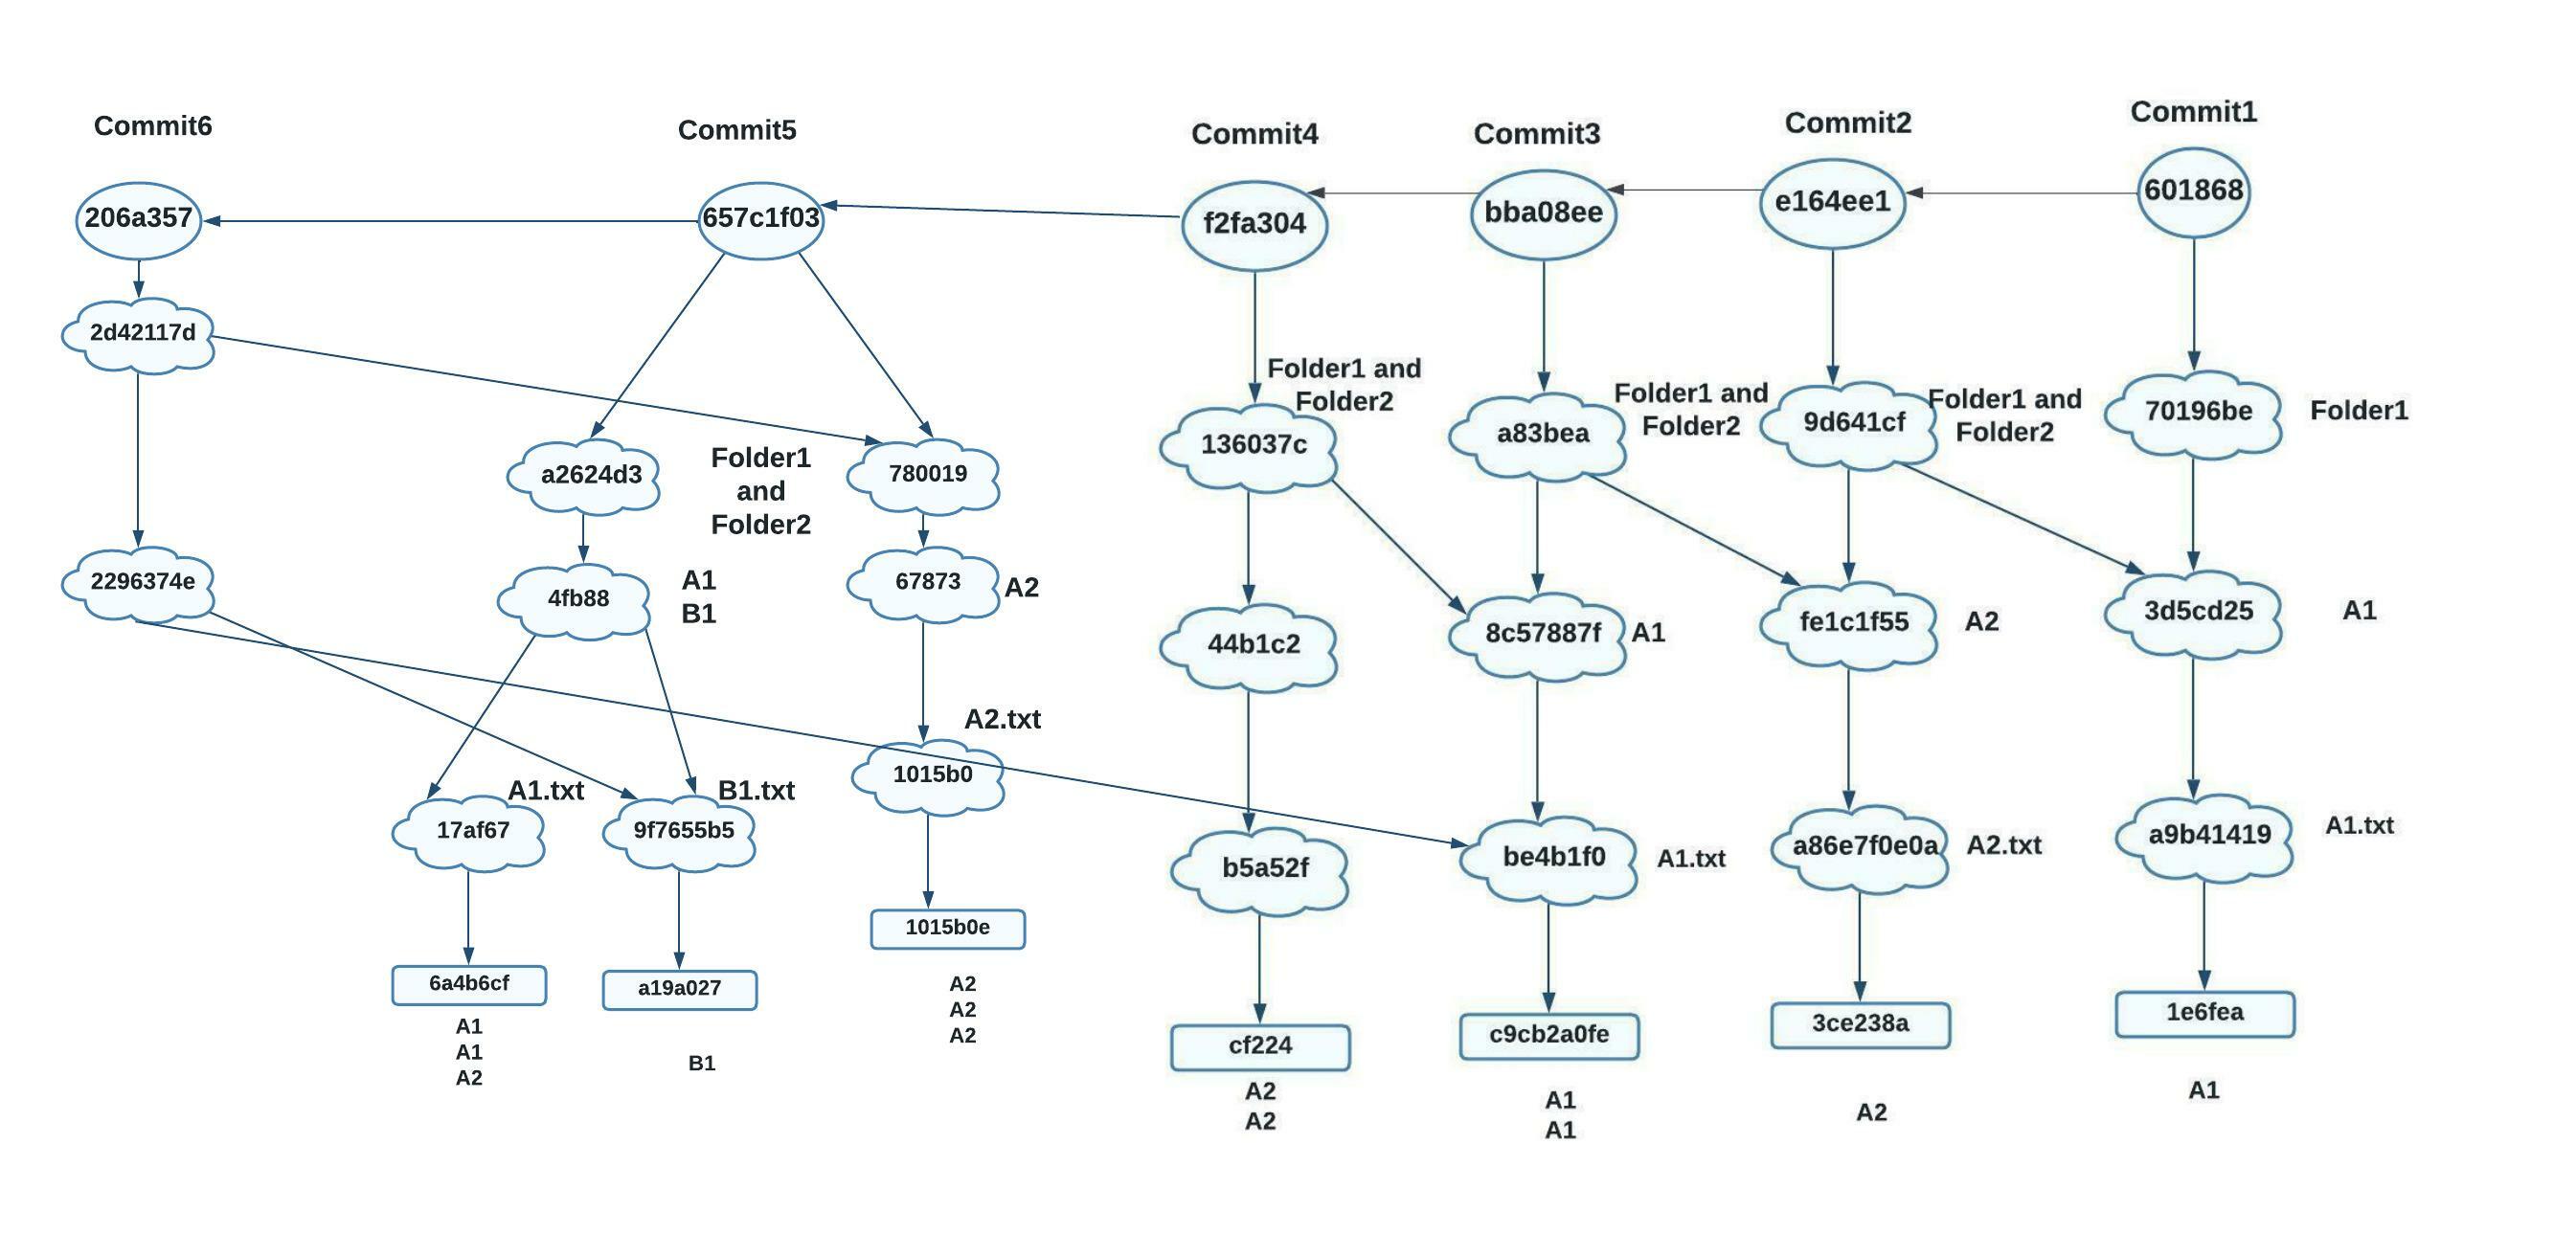 Commit6
Commit5
Commit4
Commit3
Commit2
Commit1
206a357
657c1f03
f2fa304
bba08ee
e164ee1
601868
2d42117d
Folder1 and
Folder2
136037c
a83bea
Folder1 and
Folder2
9d641cf
Folder1 and
Folder2
70196be
Folder1
a2624d3
Folder1
and
Folder2
780019
2296374e
4fb88
A1
B1
67873
A2
44b1c2
8c57887f
A1
fe1c1f55
A2
3d5cd25
A1
A2.txt
1015b0
A1.txt
17af67
B1.txt
9f7655b5
b5a52f
be4b1f0
A1.txt
a86e7f0e0a
A2.txt
a9b41419
A1.txt
6a4b6cf
A1
A1
A2
a19a027
B1
1015b0e
A2
A2
A2
cf224
A2
A2
c9cb2a0fe
A1
A1
3ce238a
A2
1e6fea
A1